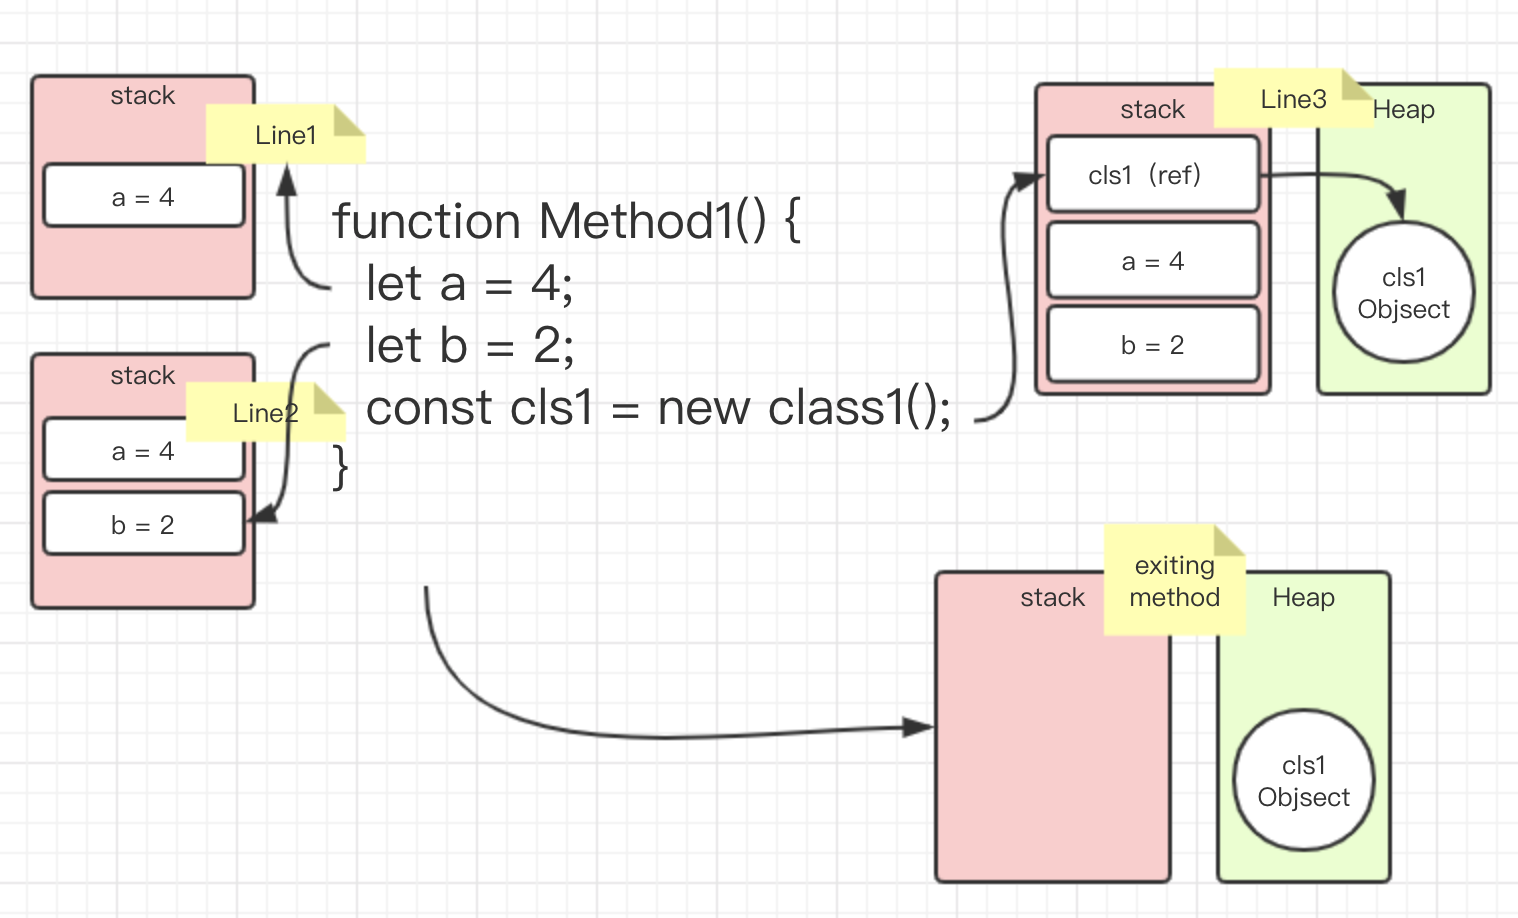 stack
Line1
a = 4
stack
Line2
a = 4
b = 2
function Method1() {
let a = 4;
let b = 2;
const cls1 = new class1();
}
stack
Line3
Heap
cls1（ref）
a = 4
b = 2
cls1
Objsect
stack
exiting
method
Heap
cls1
Objsect